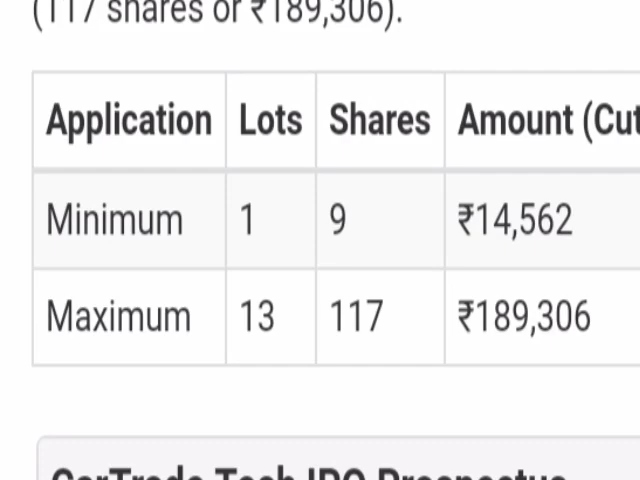 (117 shares or ₹189,306).
Application Lots Shares Amount (Cut
Minimum 1 9 ₹14,562
Maximum 13 117 ₹189,306
CarTrade Tech IPO Prospectus